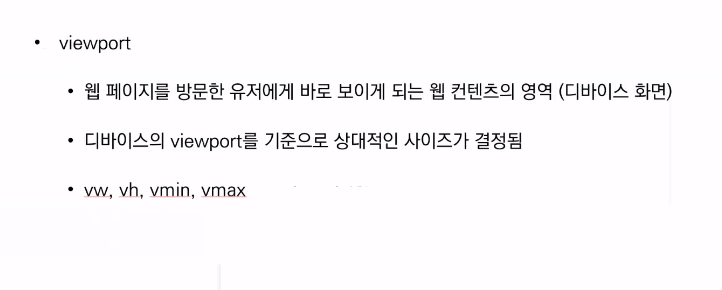 • viewport
• 웹 페이지를 방문한 유저에게 바로 보이게 되는 웹 컨텐츠의 영역 (디바이스 화면)
• 디바이스의 viewport를 기준으로 상대적인 사이즈가 결정됨
• vw, vh, vmin, vmax